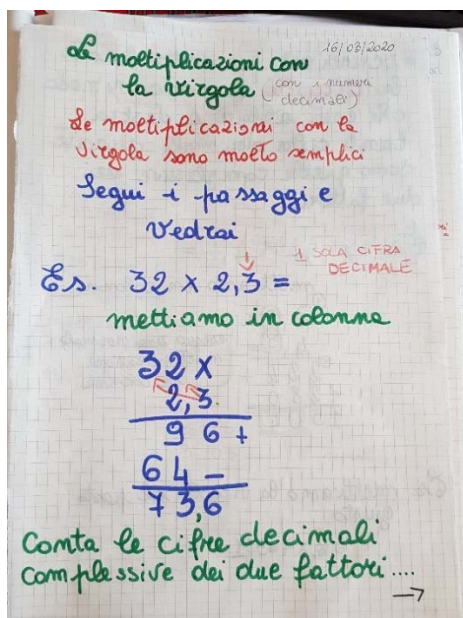 16/03/2020
Le moltiplicazioni con
la virgola (con i numeri
decimali)
Le moltiplicazioni con la
virgola sono molto semplici
Segui i passaggi e
vedrai
1 SOLA CIFRA
DECIMALE
Es. 32 x 2,3 =
mettiamo in colonna
32 x
2,3
96 +
64 -
73,6
Conta le cifre decimali
complessive dei due fattori....
→